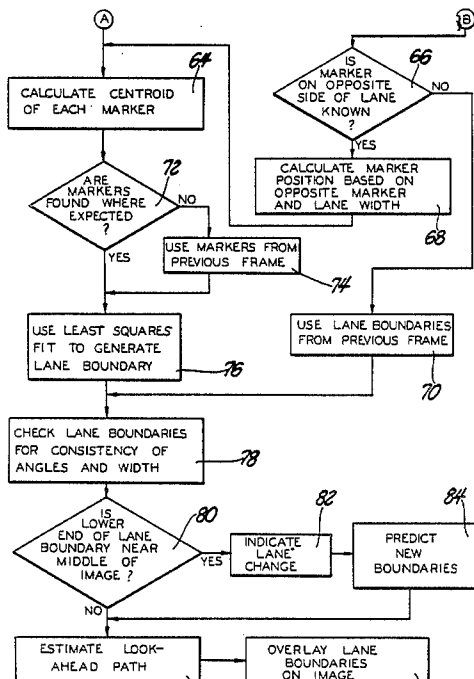 A
B
64
CALCULATE CENTROID
OF EACH MARKER
IS
MARKER
ON OPPOSITE
SIDE OF LANE
KNOWN
?
66
NO
YES
72
ARE
MARKERS
FOUND WHERE
EXPECTED
?
NO
YES
CALCULATE MARKER
POSITION BASED ON
OPPOSITE MARKER
AND LANE WIDTH
68
USE MARKERS FROM
PREVIOUS FRAME
74
USE LEAST SQUARES
FIT TO GENERATE
LANE BOUNDARY
76
USE LANE BOUNDARIES
FROM PREVIOUS FRAME
70
CHECK LANE BOUNDARIES
FOR CONSISTENCY OF
ANGLES AND WIDTH
78
IS
LOWER
END OF LANE
BOUNDARY NEAR
MIDDLE OF
IMAGE ?
80
YES
NO
82
INDICATE LANE
CHANGE
84
PREDICT
NEW
BOUNDARIES
ESTIMATE LOOK-
AHEAD PATH
OVERLAY LANE
BOUNDARIES
ON IMAGE